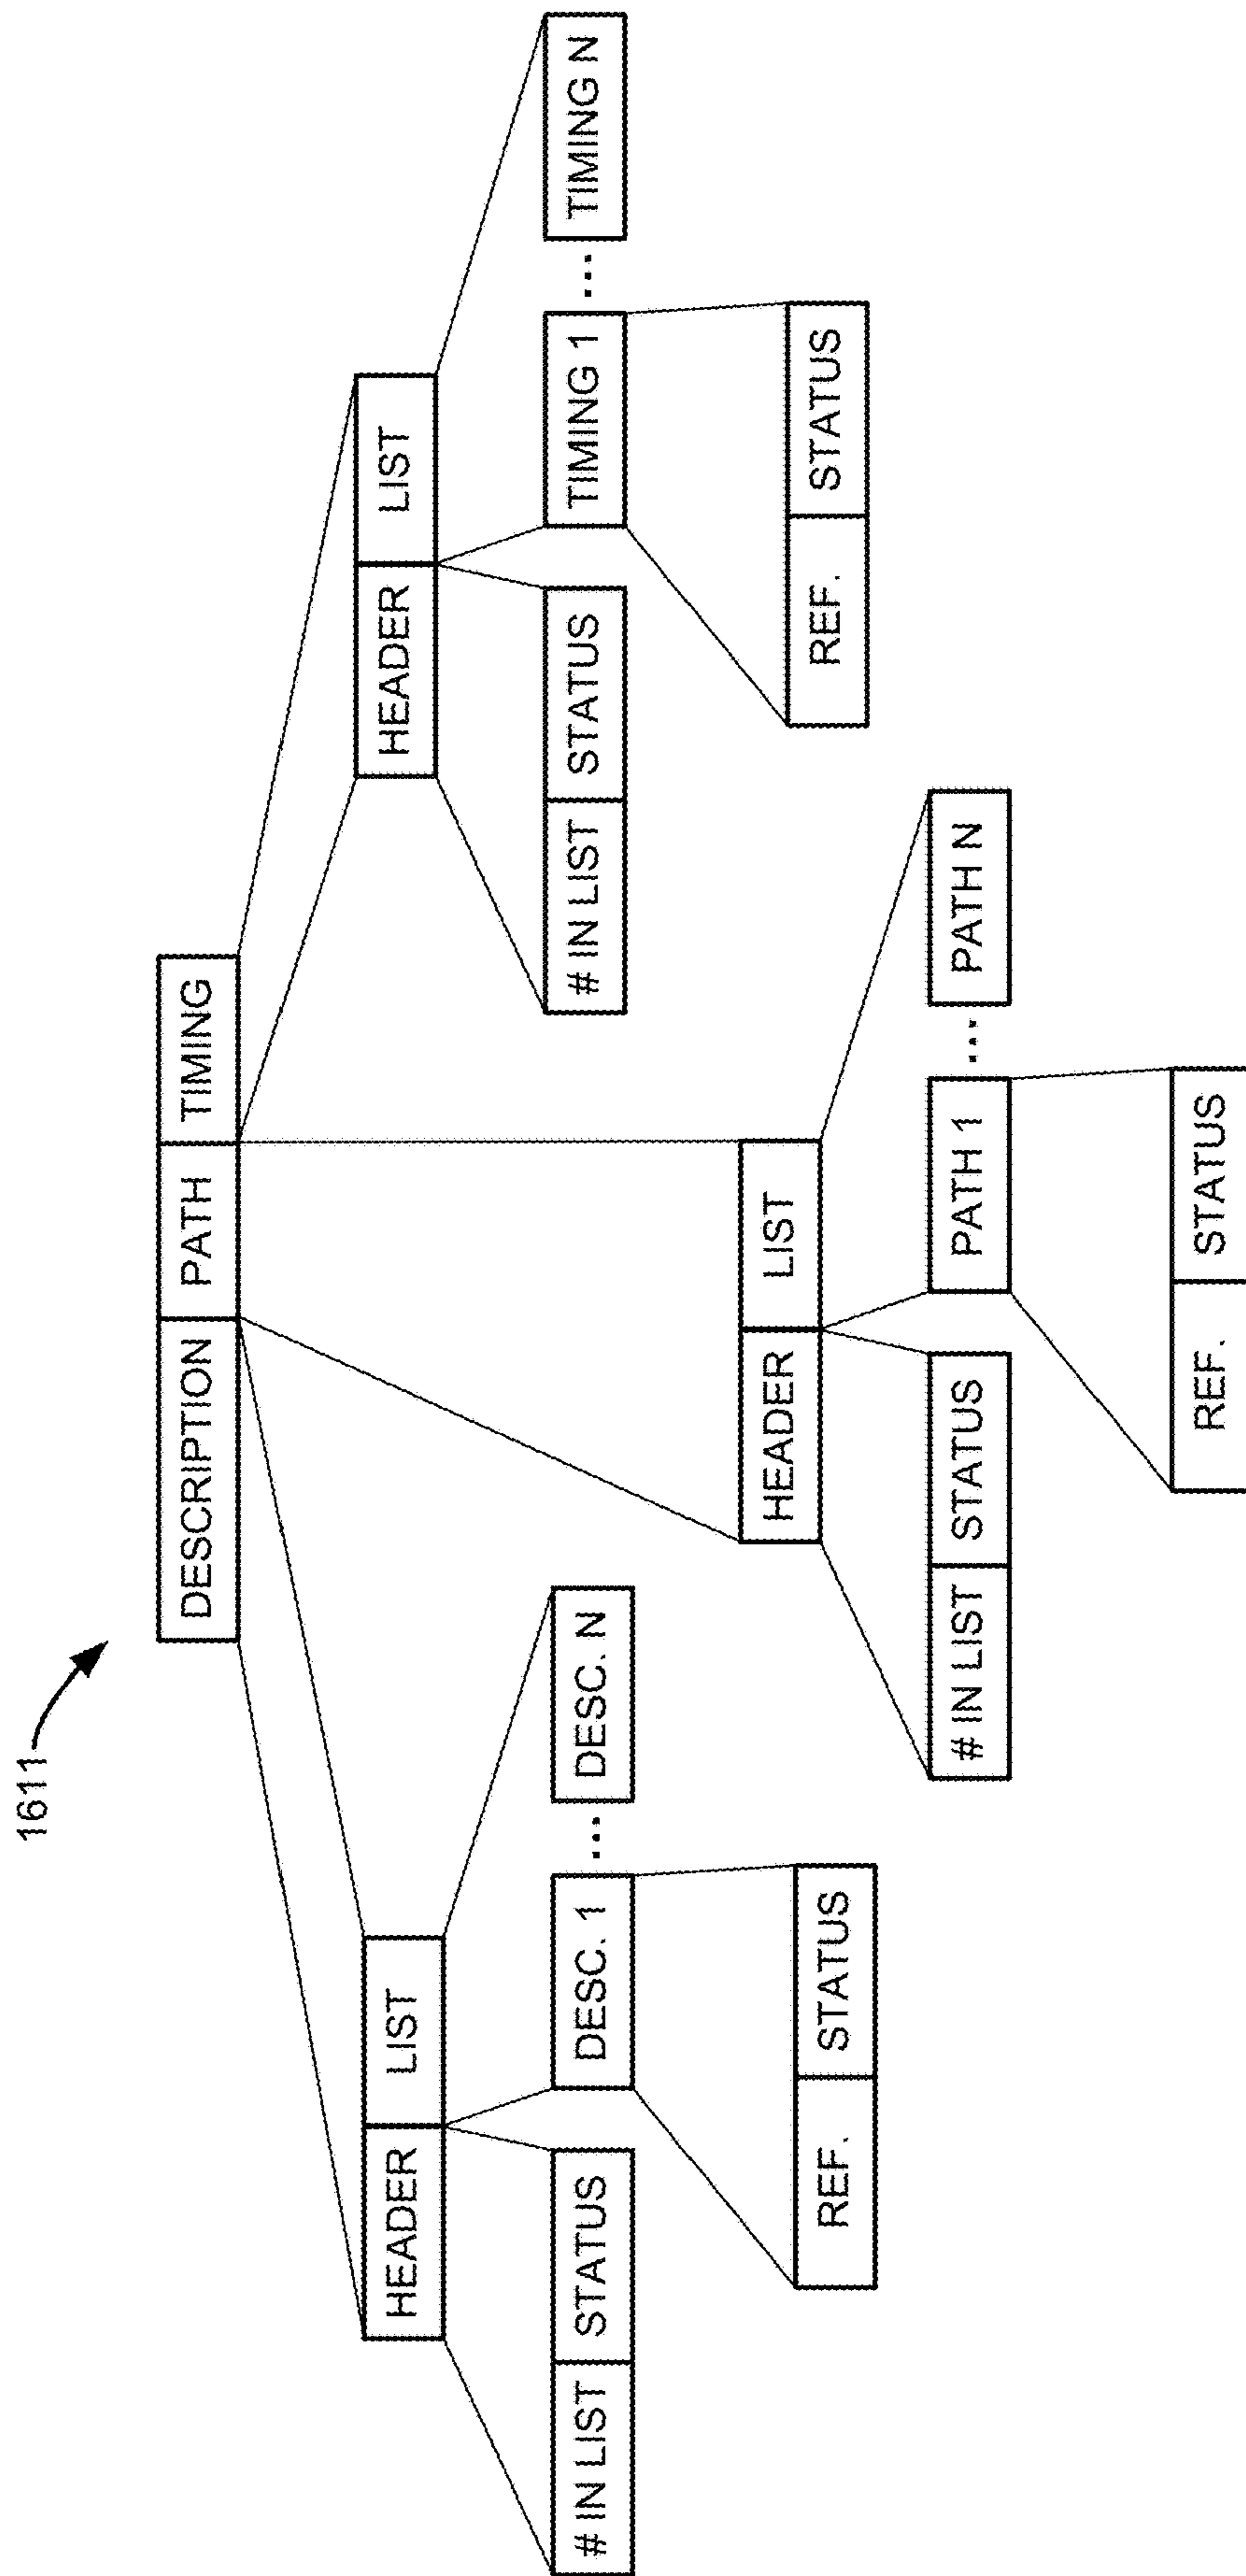 1611
DESCRIPTION PATH TIMING
HEADER LIST
HEADER LIST
# IN LIST STATUS DESC. 1 ... DESC. N
# IN LIST STATUS TIMING 1 ... TIMING N
REF. STATUS
REF. STATUS
HEADER LIST
# IN LIST STATUS PATH 1 ... PATH N
REF. STATUS